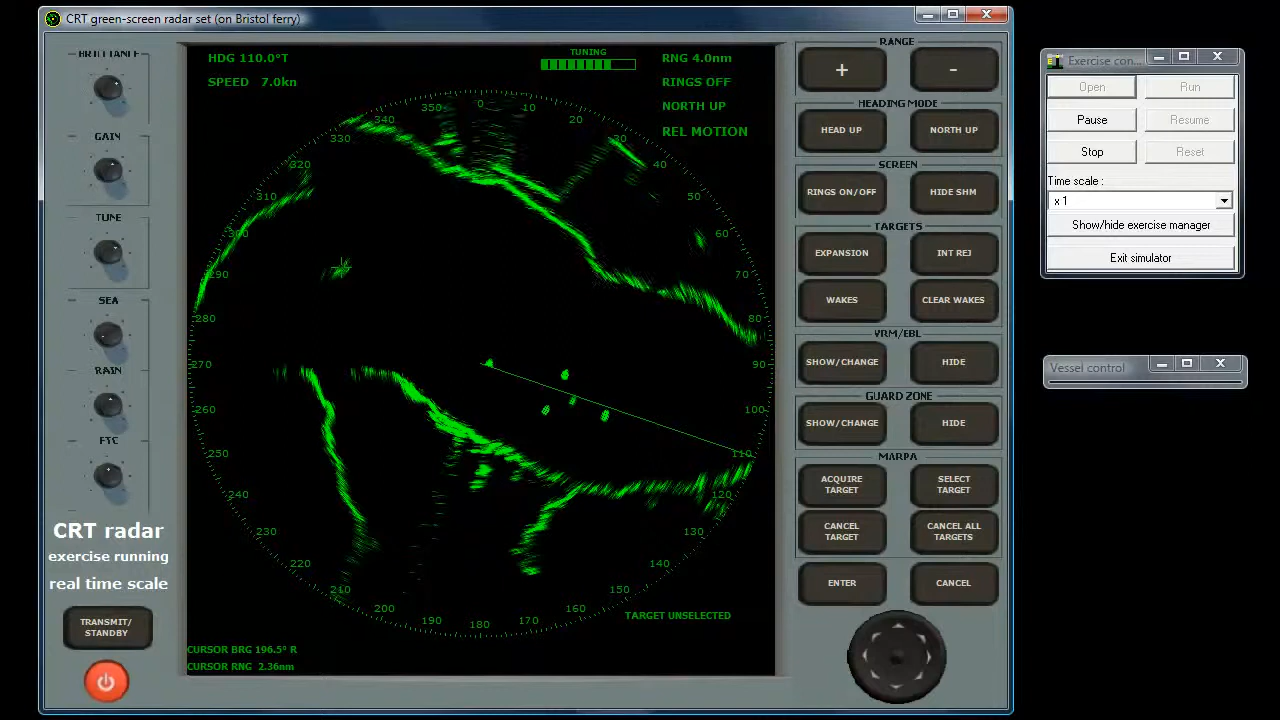 CRT green-screen radar set (on Bristol ferry)
BRILLIANCE
GAIN
TUNE
SEA
RAIN
FTC
CRT radar
exercise running
real time scale
TRANSMIT/
STANDBY
HDG 110.0°T
SPEED 7.0kn
TUNING
RNG 4.0nm
RINGS OFF
NORTH UP
REL MOTION
0
10
20
30
40
50
60
70
80
90
100
110
120
130
140
150
160
170
180
190
200
210
220
230
240
250
260
270
280
290
300
310
320
330
340
350
TARGET UNSELECTED
CURSOR BRG 196.5° R
CURSOR RNG 2.36nm
RANGE
+
-
HEADING MODE
HEAD UP
NORTH UP
SCREEN
RINGS ON/OFF
HIDE SHM
TARGETS
EXPANSION
INT REJ
WAKES
CLEAR WAKES
VRM/EBL
SHOW/CHANGE
HIDE
GUARD ZONE
SHOW/CHANGE
HIDE
MARPA
ACQUIRE
TARGET
SELECT
TARGET
CANCEL
TARGET
CANCEL ALL
TARGETS
ENTER
CANCEL
Exercise con...
Open
Run
Pause
Resume
Stop
Reset
Time scale :
x 1
Show/hide exercise manager
Exit simulator
Vessel control